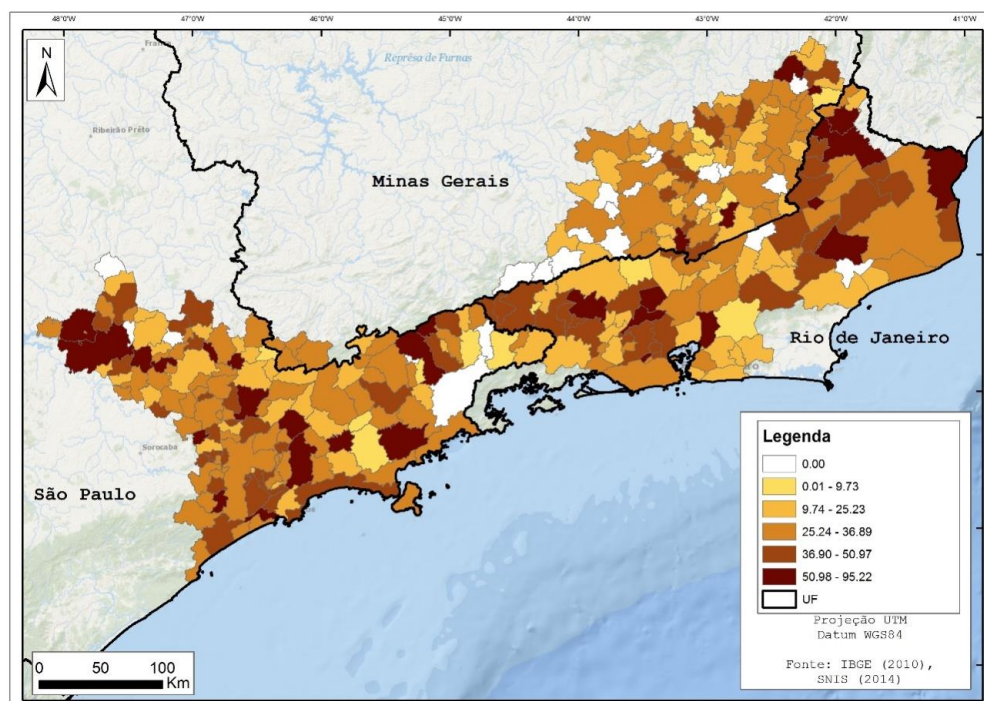 48°0'W 47°0'W 46°0'W 45°0'W 44°0'W 43°0'W 42°0'W 41°0'W
N
Franca
Represa de Furnas
Ribeirão Prêto
Minas Gerais
Rio de Janeiro
Sorocaba
São Paulo
Legenda
0.00
0.01 - 9.73
9.74 - 25.23
25.24 - 36.89
36.90 - 50.97
50.98 - 95.22
UF
Projeção UTM
Datum WGS84
Fonte: IBGE (2010),
SNIS (2014)
0 50 100
Km